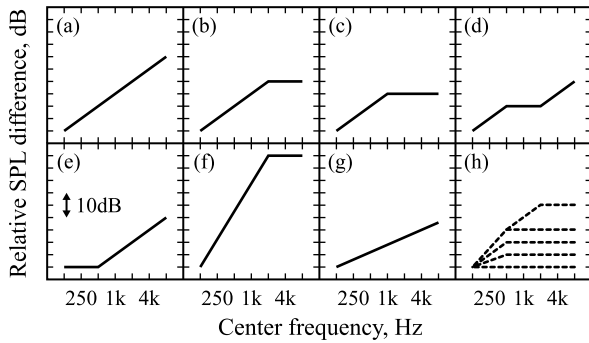 Relative SPL difference, dB
(a) (b) (c) (d)
(e) (f) (g) (h)
10dB
250 1k 4k 250 1k 4k 250 1k 4k 250 1k 4k
Center frequency, Hz